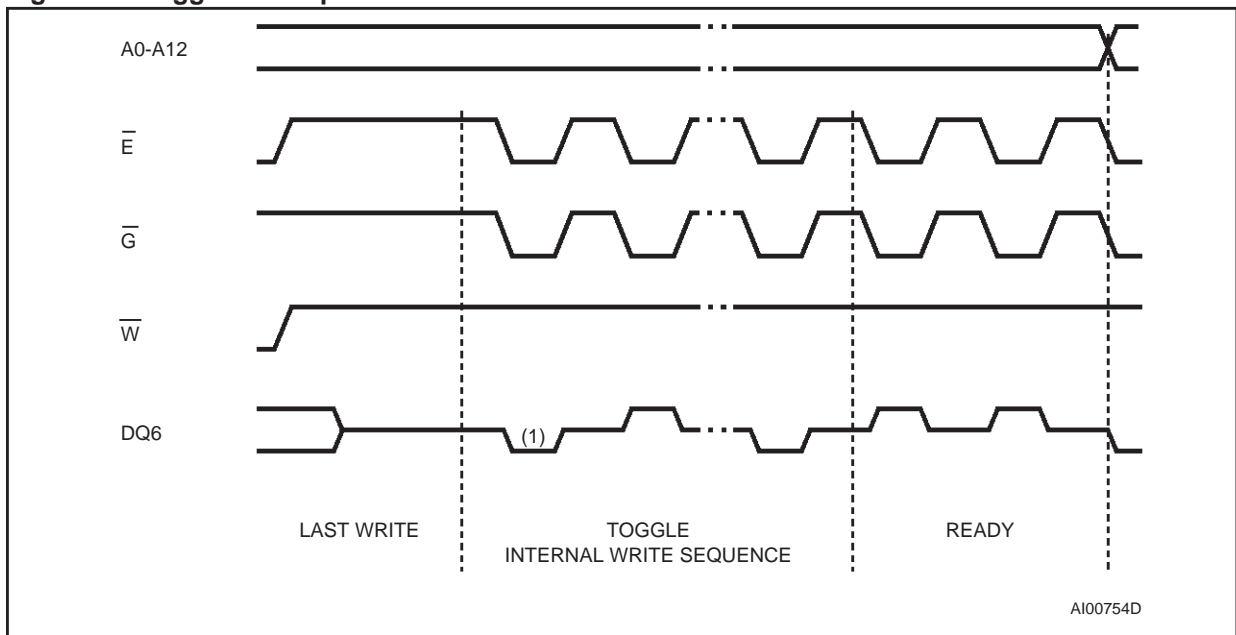 A0-A12
E
G
W
DQ6
(1)
LAST WRITE
TOGGLE
INTERNAL WRITE SEQUENCE
READY
AI00754D